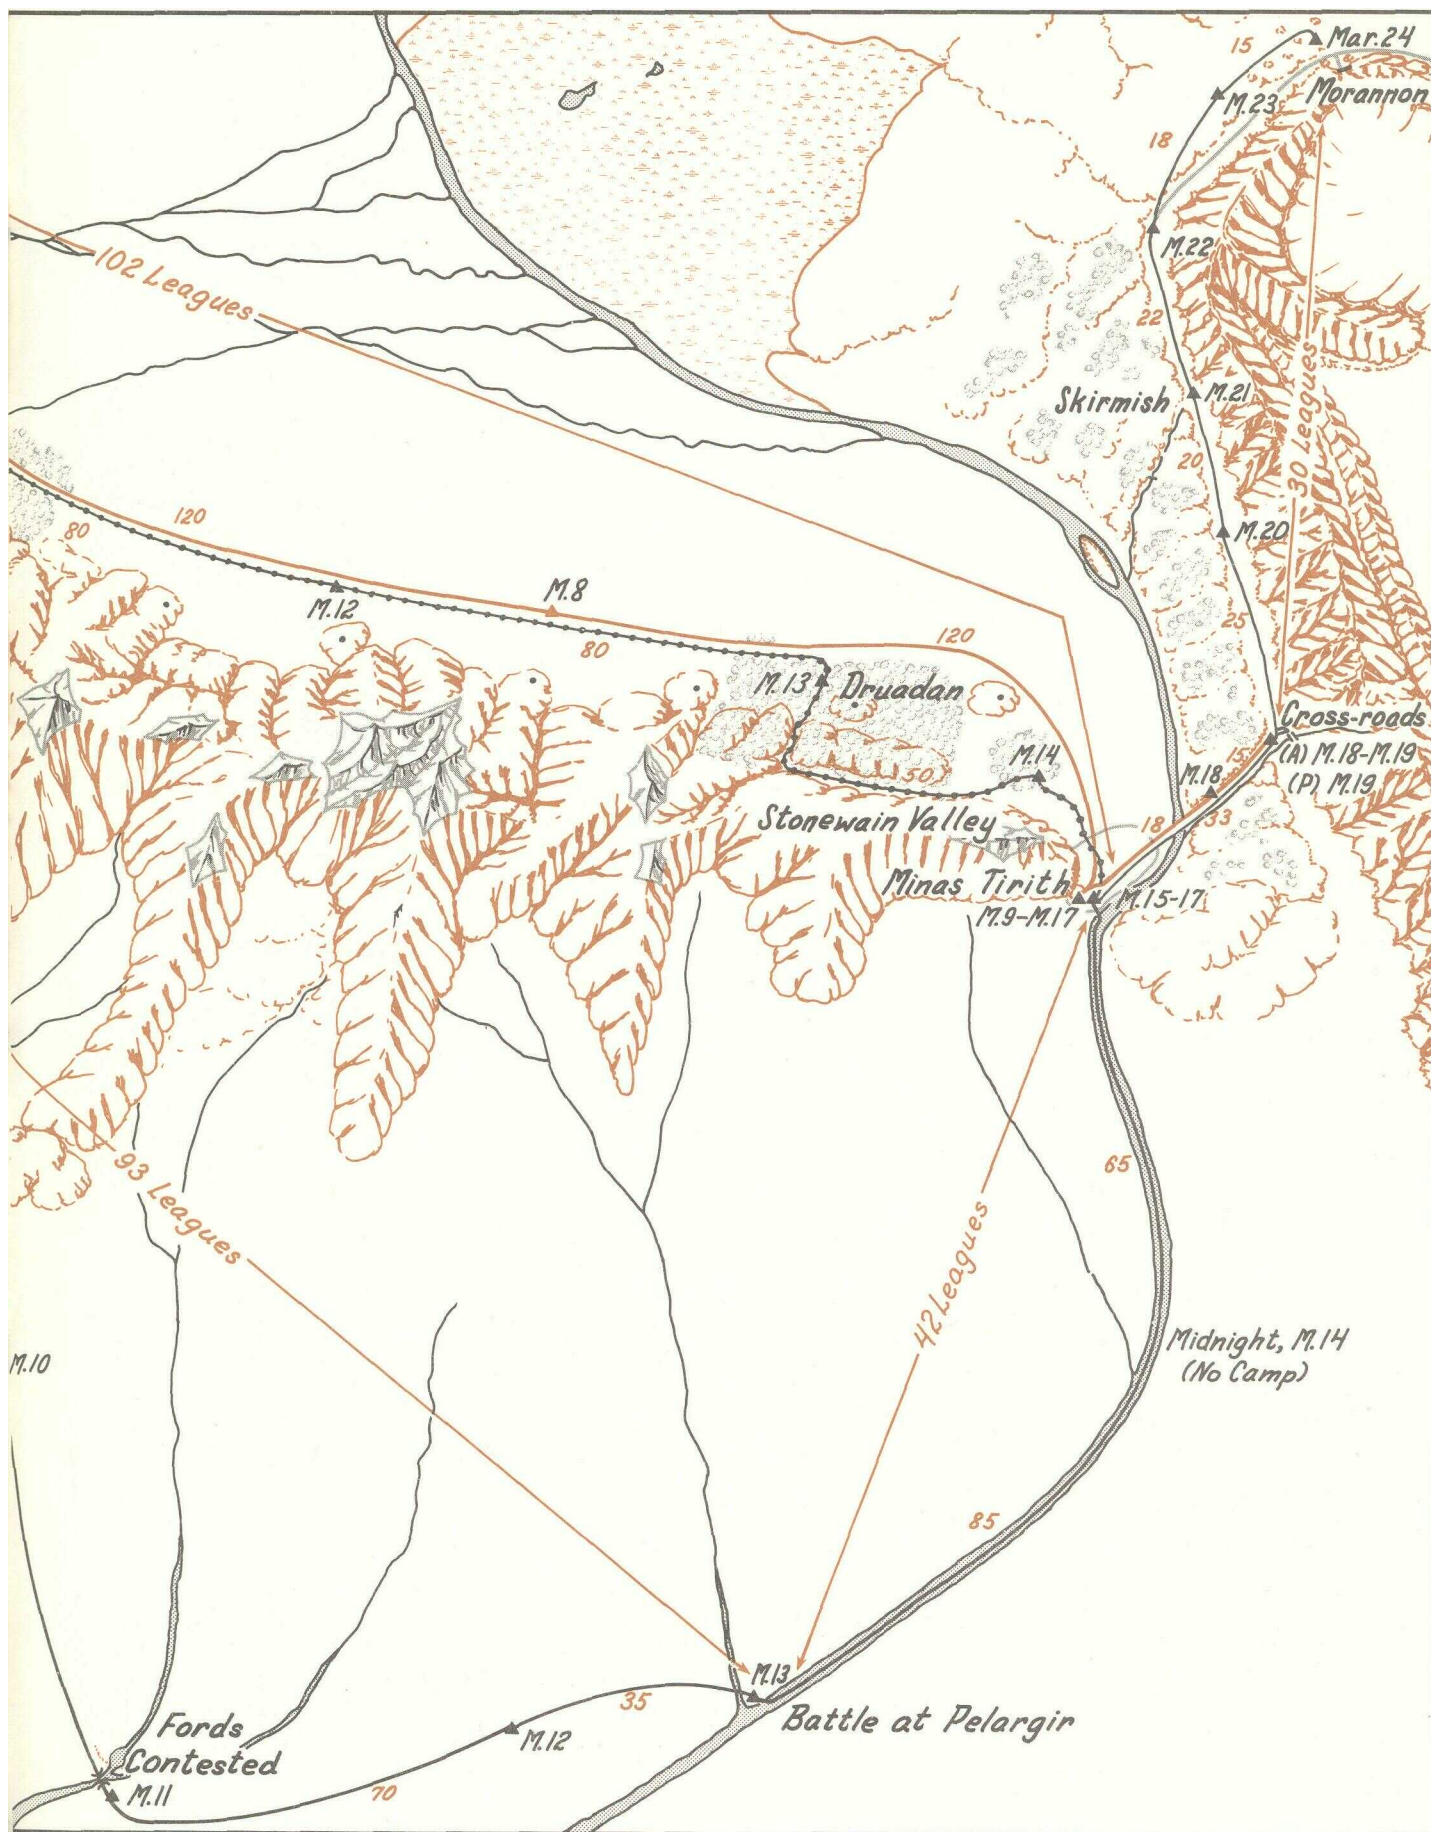 15
Mar.24
Morannon
M.23
18
M.22
102 Leagues
22
30 Leagues
Skirmish
M.21
20
M.20
80
120
M.12
M.8
80
120
25
M.13
Druadan
Cross-roads
(A) M.18-M.19
(P) M.19
15
M.14
50
M.18
33
18
Stonewain Valley
Minas Tirith
M.9-M.17
M.15-17
65
93 Leagues
42 Leagues
Midnight, M.14
(No Camp)
M.10
85
M.13
35
Battle at Pelargir
Fords
Contested
M.12
M.11
70